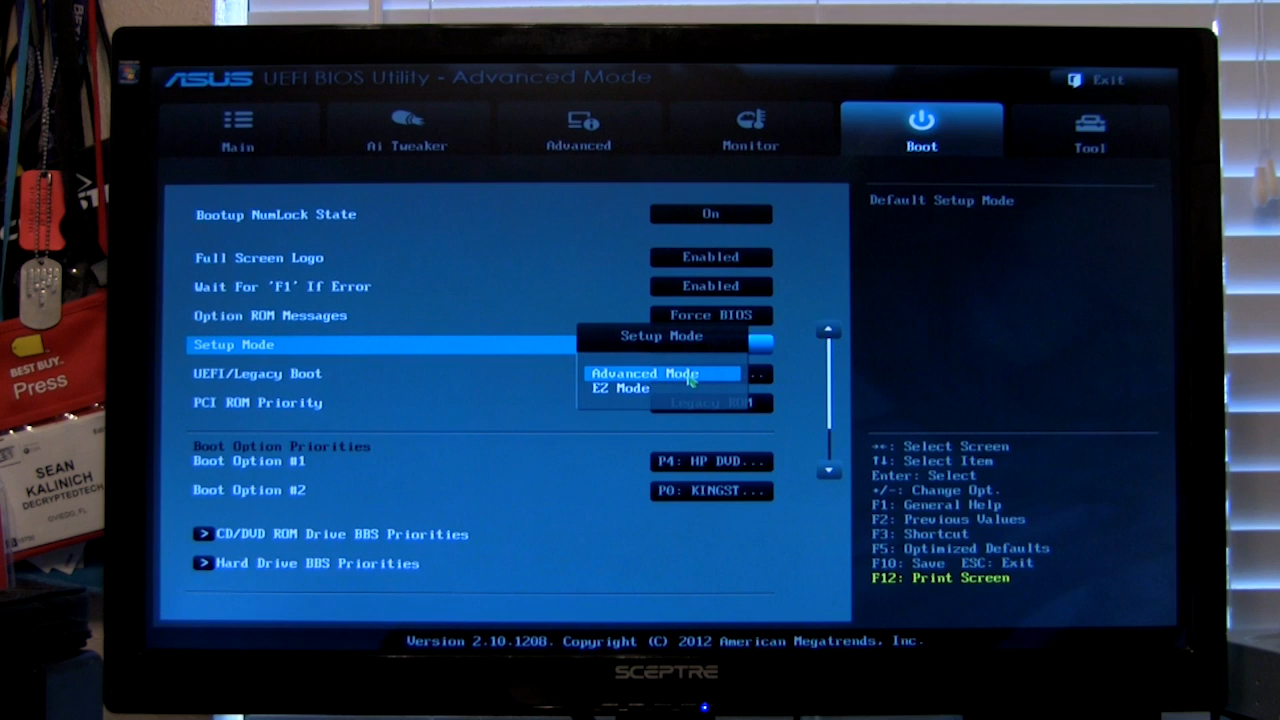 ASUS UEFI BIOS Utility - Advanced Mode
Exit
Main
Ai Tweaker
Advanced
Monitor
Boot
Tool
Bootup NumLock State On
Full Screen Logo Enabled
Wait For 'F1' If Error Enabled
Option ROM Messages Force BIOS
Setup Mode
UEFI/Legacy Boot ..
PCI ROM Priority Legacy ROM
Setup Mode
Advanced Mode
EZ Mode
Boot Option Priorities
Boot Option #1 P4: HP DVD...
Boot Option #2 P0: KINGST...
> CD/DVD ROM Drive BBS Priorities
> Hard Drive BBS Priorities
Default Setup Mode
→←: Select Screen
↑↓: Select Item
Enter: Select
+/-: Change Opt.
F1: General Help
F2: Previous Values
F3: Shortcut
F5: Optimized Defaults
F10: Save ESC: Exit
F12: Print Screen
Version 2.10.1208. Copyright (C) 2012 American Megatrends, Inc.
SCEPTRE
BEST BUY
Press
SEAN
KALINICH
DECRYPTEDTECH
OVIEDO, FL